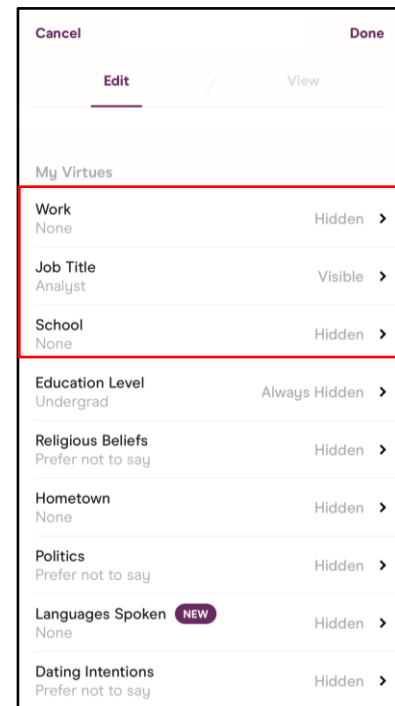 Cancel Done
Edit View
My Virtues
Work
None
Hidden
Job Title
Analyst
Visible
School
None
Hidden
Education Level
Undergrad
Always Hidden
Religious Beliefs
Prefer not to say
Hidden
Hometown
None
Hidden
Politics
Prefer not to say
Hidden
Languages Spoken NEW
None
Hidden
Dating Intentions
Prefer not to say
Hidden